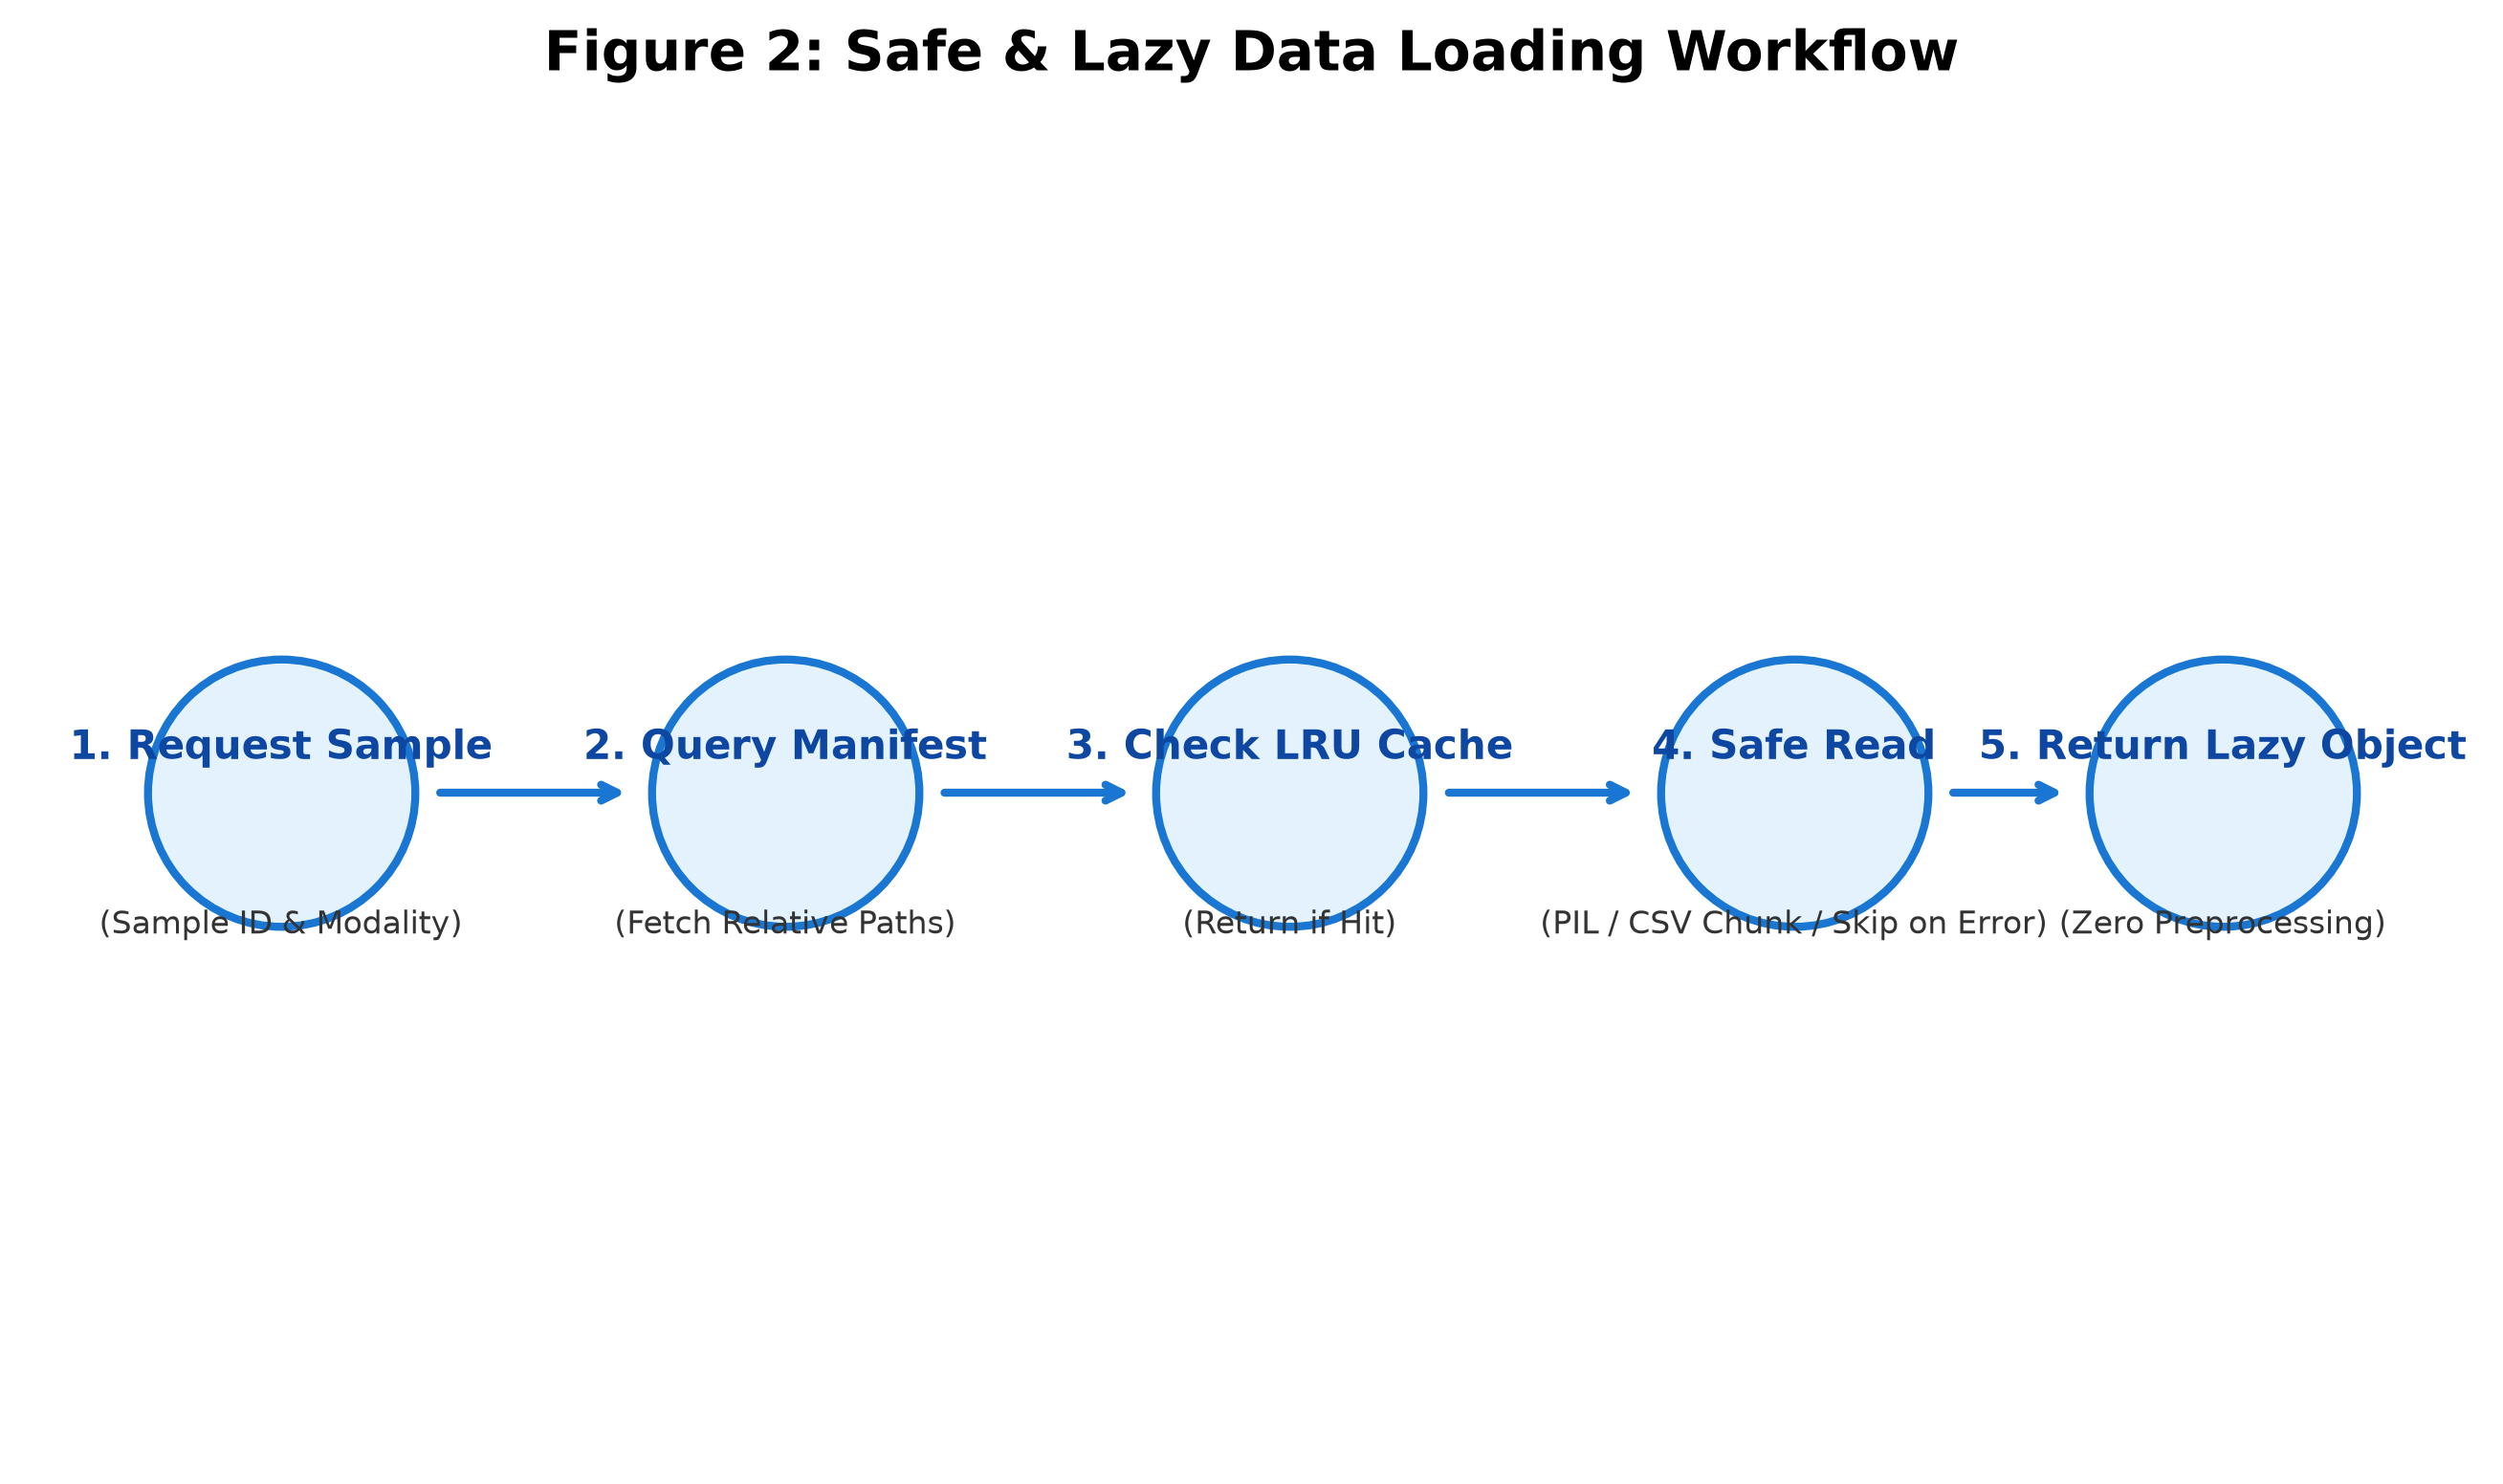 Figure 2: Safe & Lazy Data Loading Workflow
1. Request Sample
(Sample ID & Modality)
2. Query Manifest
(Fetch Relative Paths)
3. Check LRU Cache
(Return if Hit)
4. Safe Read
(PIL / CSV Chunk / Skip on Error)
5. Return Lazy Object
(Zero Preprocessing)